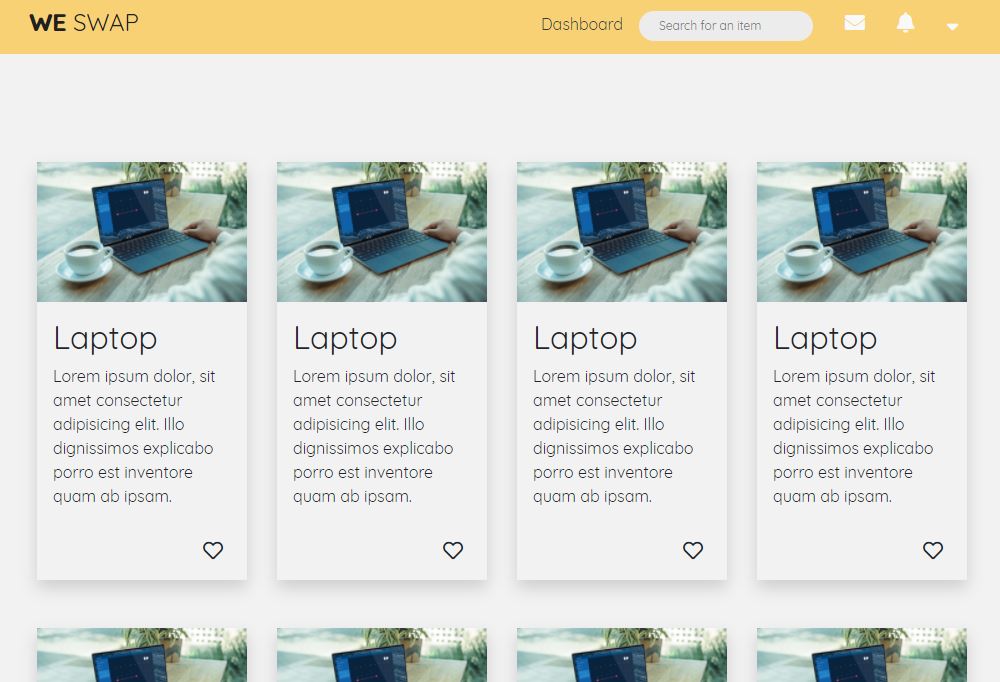 WE SWAP
Dashboard
Search for an item
Laptop
Lorem ipsum dolor, sit
amet consectetur
adipisicing elit. Illo
dignissimos explicabo
porro est inventore
quam ab ipsam.
Laptop
Lorem ipsum dolor, sit
amet consectetur
adipisicing elit. Illo
dignissimos explicabo
porro est inventore
quam ab ipsam.
Laptop
Lorem ipsum dolor, sit
amet consectetur
adipisicing elit. Illo
dignissimos explicabo
porro est inventore
quam ab ipsam.
Laptop
Lorem ipsum dolor, sit
amet consectetur
adipisicing elit. Illo
dignissimos explicabo
porro est inventore
quam ab ipsam.